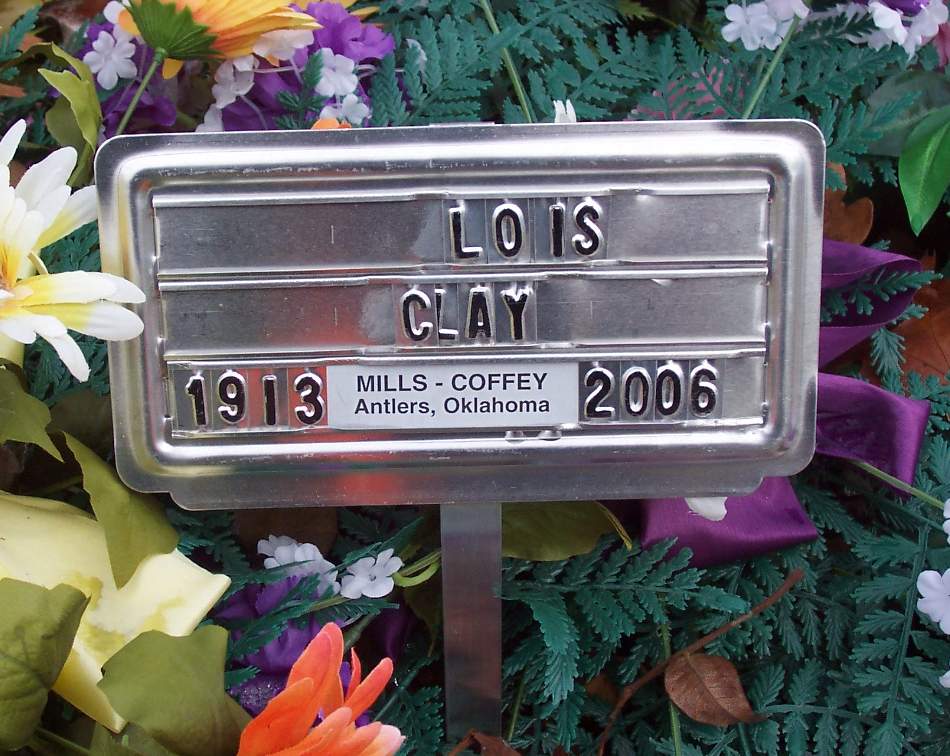 LOIS
CLAY
1913 MILLS - COFFEY 2006
Antlers, Oklahoma